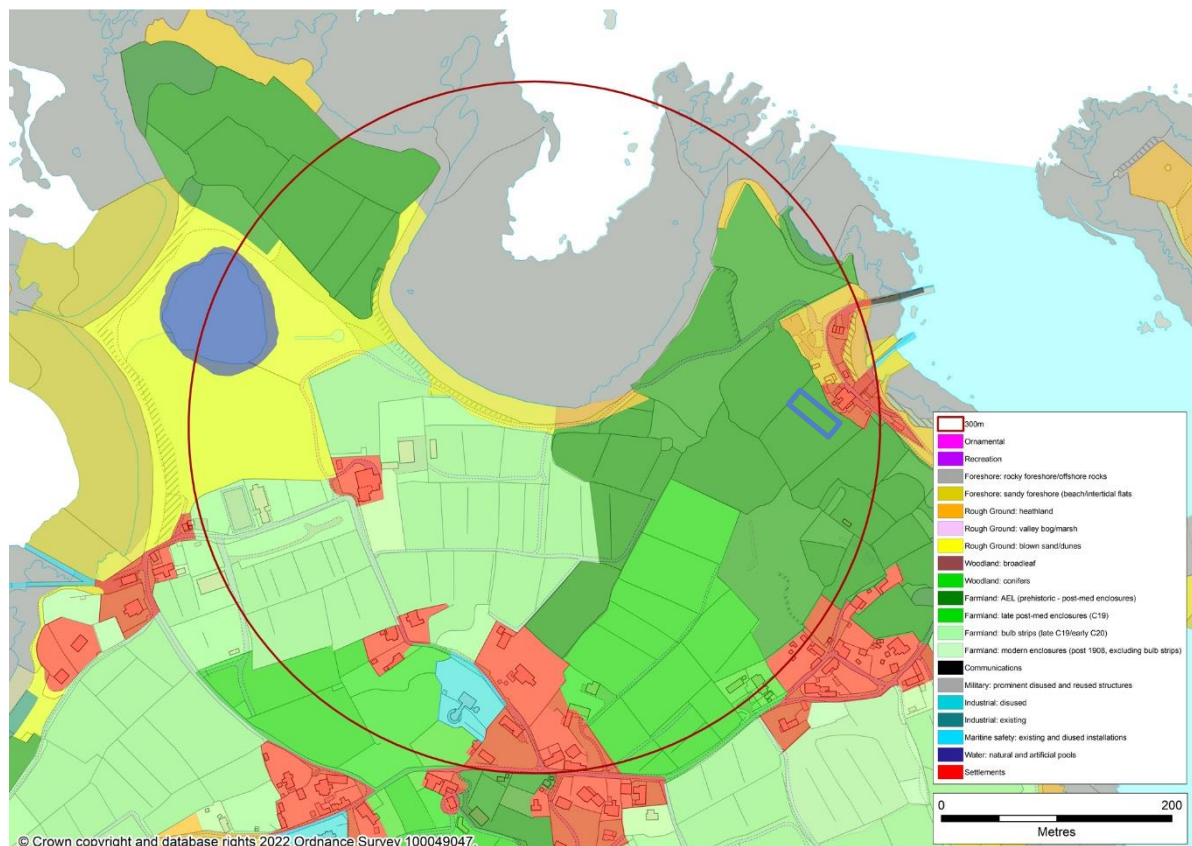 300m
Ornamental
Recreation
Foreshore: rocky foreshore/offshore rocks
Foreshore: sandy foreshore (beach/intertidal flats
Rough Ground: heathland
Rough Ground: valley bog/marsh
Rough Ground: blown sand/dunes
Woodland: broadleaf
Woodland: conifers
Farmland: AEL (prehistoric - post-med enclosures)
Farmland: late post-med enclosures (C19)
Farmland: bulb strips (late C19/early C20)
Farmland: modern enclosures (post 1908, excluding bulb strips)
Communications
Military: prominent disused and reused structures
Industrial: disused
Industrial: existing
Maritime safety: existing and diused installations
Water: natural and artificial pools
Settlements
0 200
Metres
© Crown copyright and database rights 2022 Ordnance Survey 100049047.